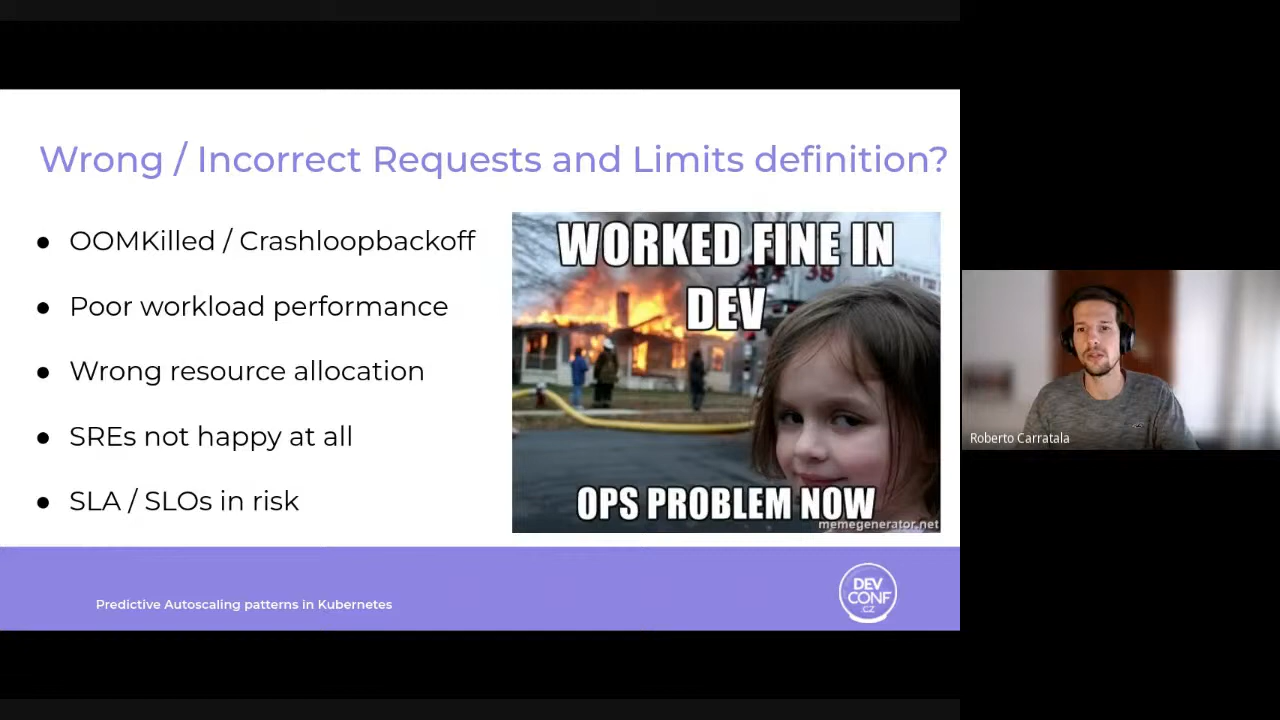 Wrong / Incorrect Requests and Limits definition?
● OOMKilled / Crashloopbackoff
● Poor workload performance
● Wrong resource allocation
● SREs not happy at all
● SLA / SLOs in risk
WORKED FINE IN
DEV
38
OPS PROBLEM NOW
memegenerator.net
Roberto Carratala
Predictive Autoscaling patterns in Kubernetes
DEV
CONF
.CZ